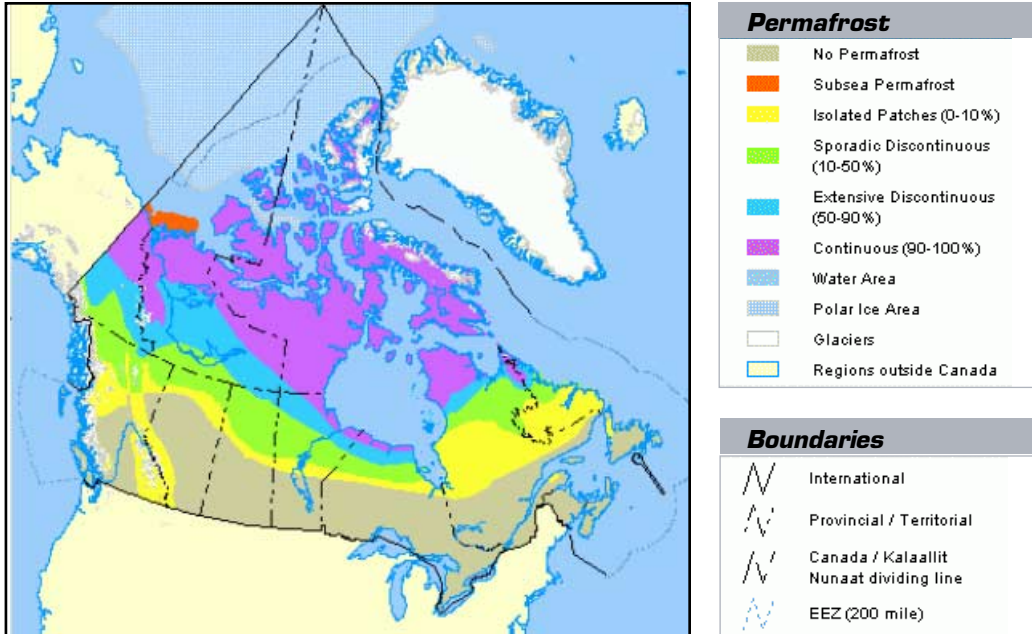 Permafrost
No Permafrost
Subsea Permafrost
Isolated Patches (0-10%)
Sporadic Discontinuous
(10-50%)
Extensive Discontinuous
(50-90%)
Continuous (90-100%)
Water Area
Polar Ice Area
Glaciers
Regions outside Canada
Boundaries
International
Provincial / Territorial
Canada / Kalaallit
Nunaat dividing line
EEZ (200 mile)